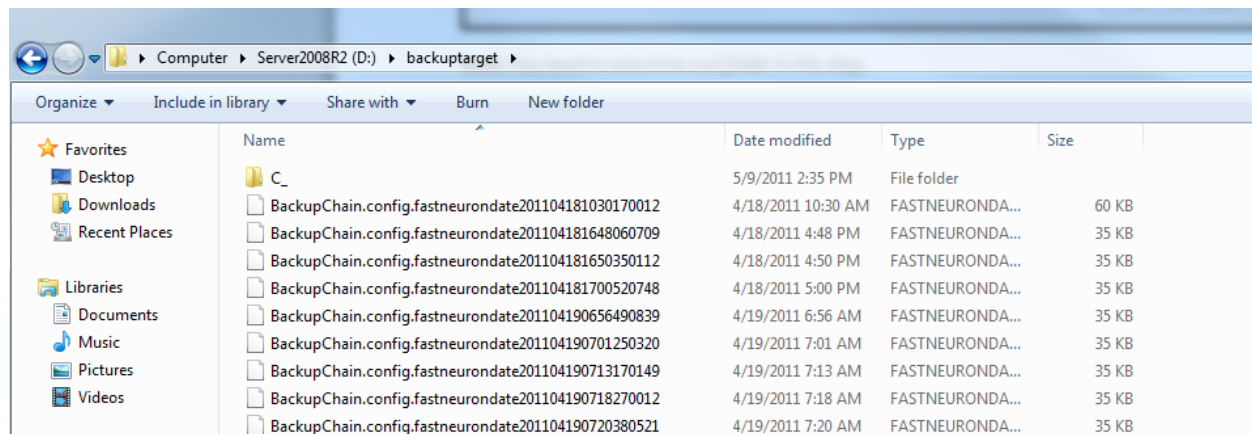 Computer Server2008R2 (D:) backuptarget
Organize Include in library Share with Burn New folder
Favorites
Desktop
Downloads
Recent Places
Libraries
Documents
Music
Pictures
Videos
Name Date modified Type Size
C_ 5/9/2011 2:35 PM File folder
BackupChain.config.fastneurondate201104181030170012 4/18/2011 10:30 AM FASTNEURONDA... 60 KB
BackupChain.config.fastneurondate201104181648060709 4/18/2011 4:48 PM FASTNEURONDA... 35 KB
BackupChain.config.fastneurondate201104181650350112 4/18/2011 4:50 PM FASTNEURONDA... 35 KB
BackupChain.config.fastneurondate201104181700520748 4/18/2011 5:00 PM FASTNEURONDA... 35 KB
BackupChain.config.fastneurondate201104190656490839 4/19/2011 6:56 AM FASTNEURONDA... 35 KB
BackupChain.config.fastneurondate201104190701250320 4/19/2011 7:01 AM FASTNEURONDA... 35 KB
BackupChain.config.fastneurondate201104190713170149 4/19/2011 7:13 AM FASTNEURONDA... 35 KB
BackupChain.config.fastneurondate201104190718270012 4/19/2011 7:18 AM FASTNEURONDA... 35 KB
BackupChain.config.fastneurondate201104190720380521 4/19/2011 7:20 AM FASTNEURONDA... 35 KB